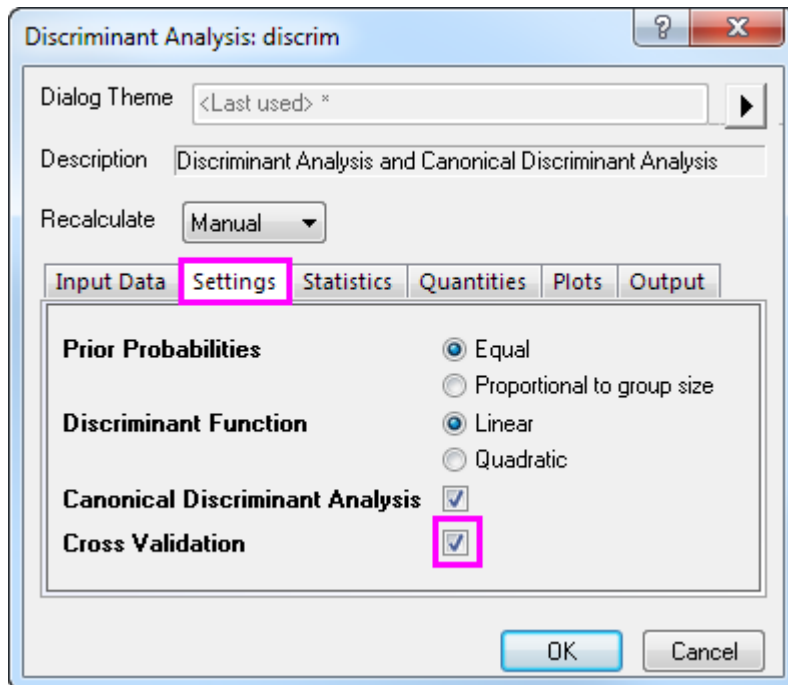 Discriminant Analysis: discrim
Dialog Theme <Last used> *
Description Discriminant Analysis and Canonical Discriminant Analysis
Recalculate Manual
Input Data Settings Statistics Quantities Plots Output
Prior Probabilities Equal
Proportional to group size
Discriminant Function Linear
Quadratic
Canonical Discriminant Analysis
Cross Validation
OK Cancel